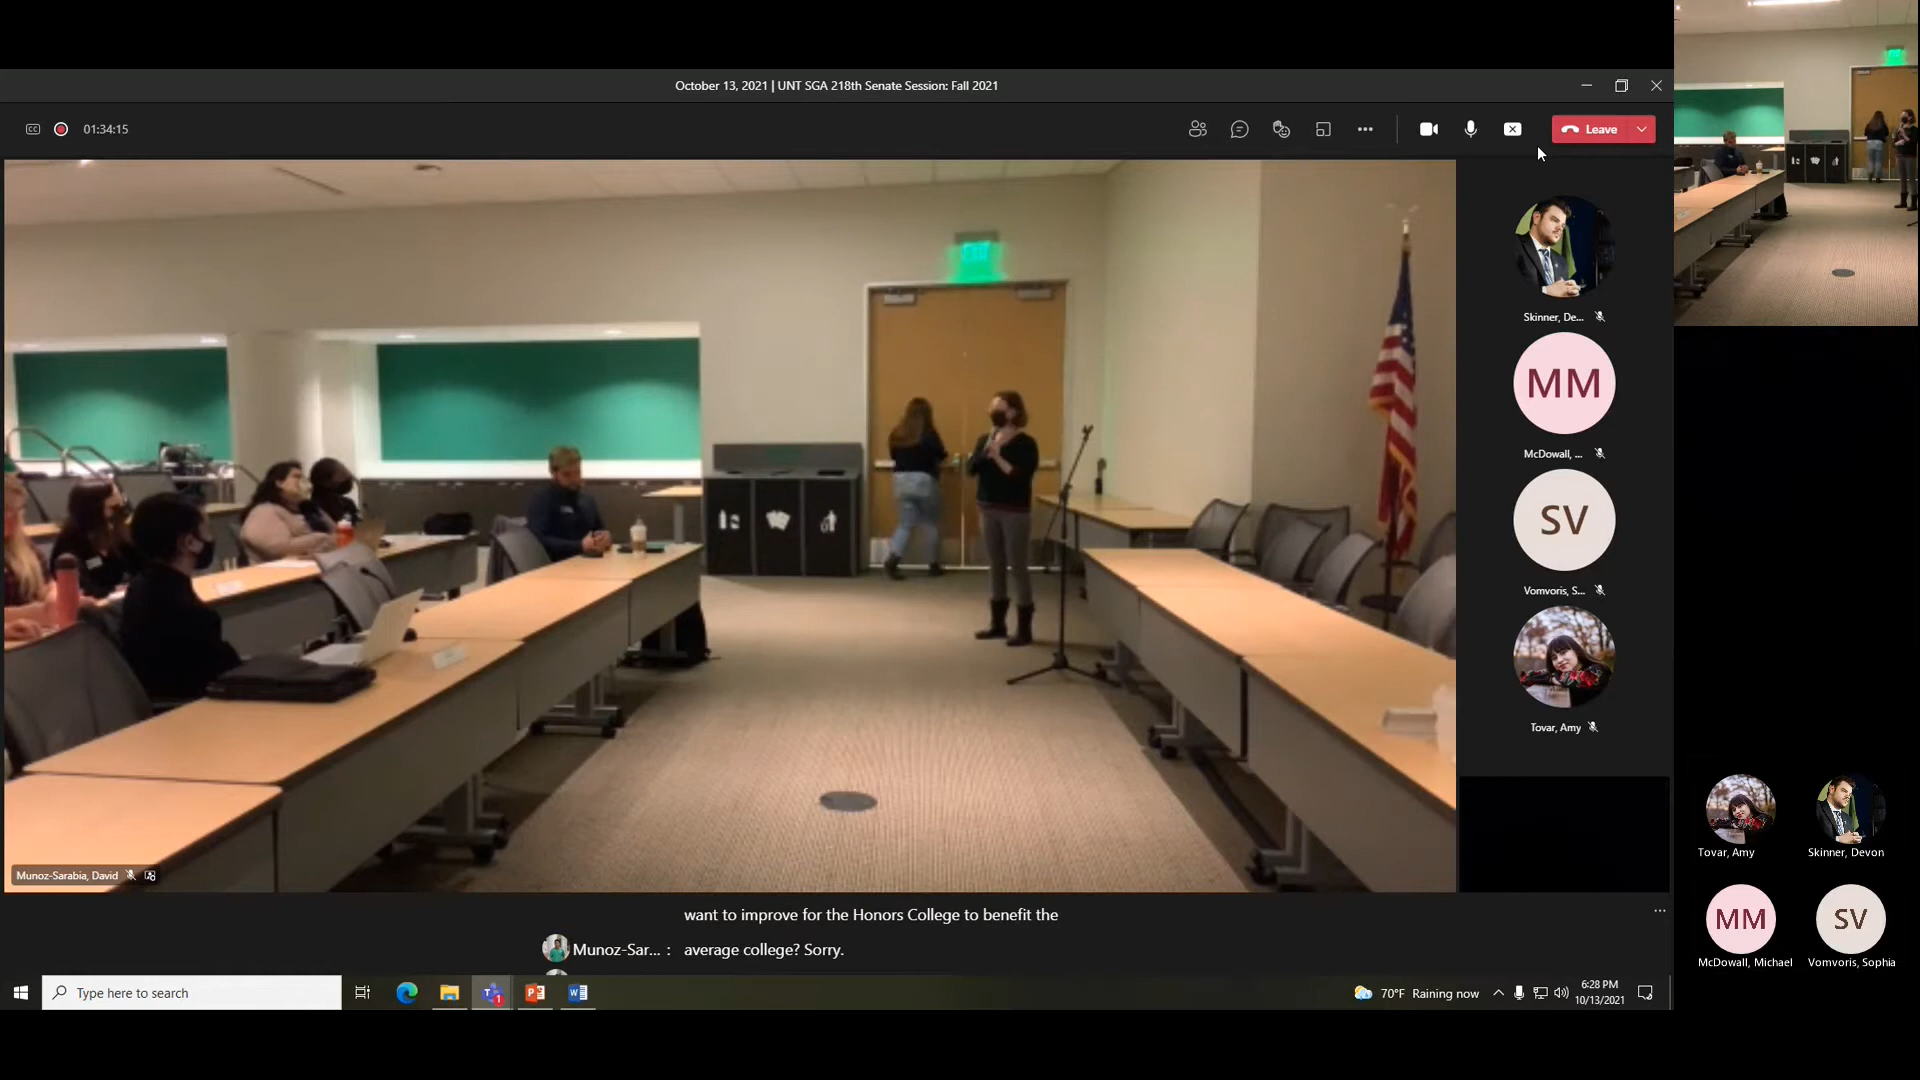 October 13, 2021 | UNT SGA 218th Senate Session: Fall 2021
CC
01:34:15
Leave
EXIT
Skinner, De...
MM
McDowall, ...
SV
Vomvoris, S...
Tovar, Amy
Munoz-Sarabia, David
want to improve for the Honors College to benefit the
Munoz-Sar... : average college? Sorry.
Tovar, Amy
Skinner, Devon
MM
SV
McDowall, Michael
Vomvoris, Sophia
Type here to search
1
70°F Raining now
6:28 PM
10/13/2021